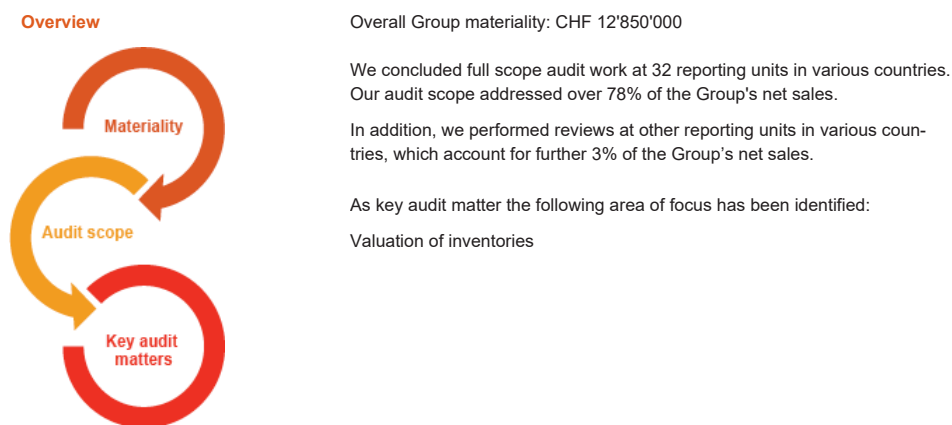 Overview
Overall Group materiality: CHF 12'850'000
Materiality
We concluded full scope audit work at 32 reporting units in various countries.
Our audit scope addressed over 78% of the Group's net sales.
In addition, we performed reviews at other reporting units in various coun-
tries, which account for further 3% of the Group’s net sales.
Audit scope
As key audit matter the following area of focus has been identified:
Valuation of inventories
Key audit
matters